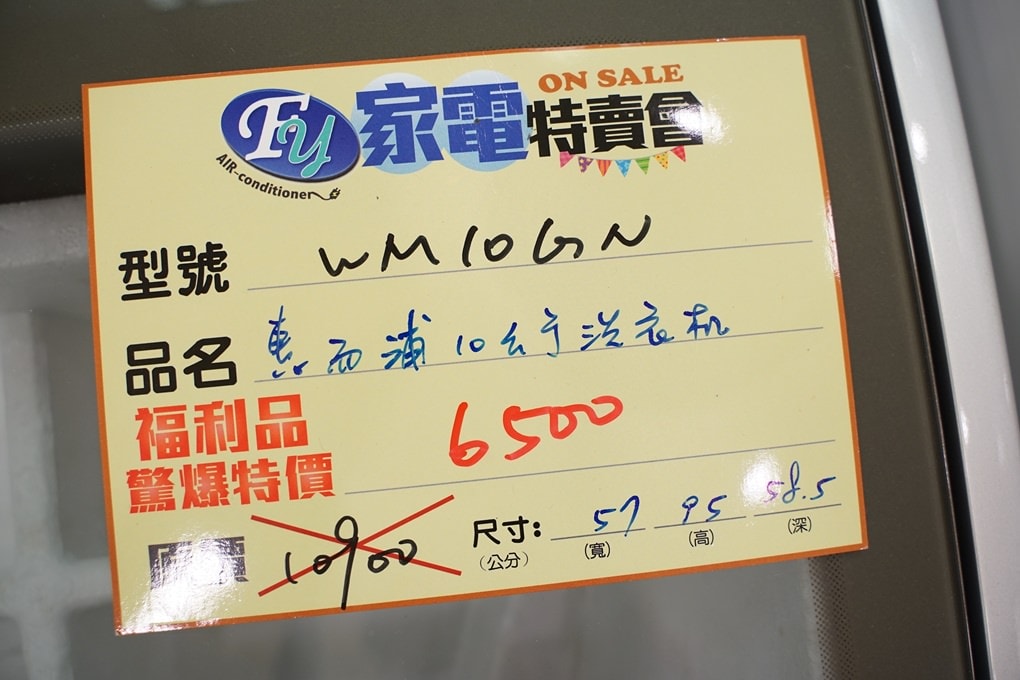 Fy 家電特賣會 ON SALE
AIR-conditioner
型號 WM10GN
品名 惠而浦10公斤洗衣机
福利品
驚爆特價 6500
原價 10900
尺寸: 57 95 58.5
(公分) (寬) (高) (深)